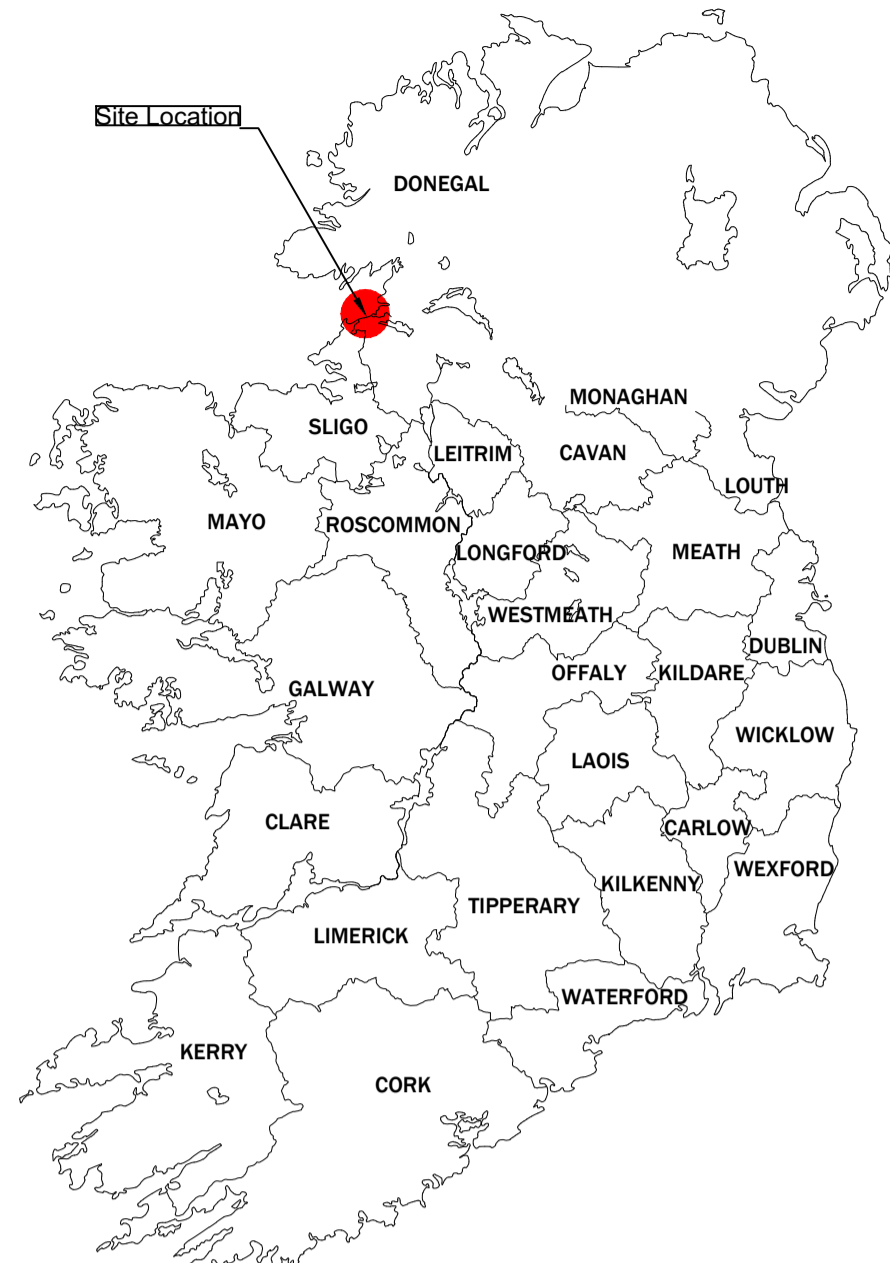 Site Location
DONEGAL
MONAGHAN
SLIGO
LEITRIM
CAVAN
LOUTH
MAYO
ROSCOMMON
LONGFORD
MEATH
WESTMEATH
DUBLIN
OFFALY
KILDARE
GALWAY
WICKLOW
LAOIS
CLARE
CARLOW
WEXFORD
KILKENNY
TIPPERARY
LIMERICK
WATERFORD
KERRY
CORK